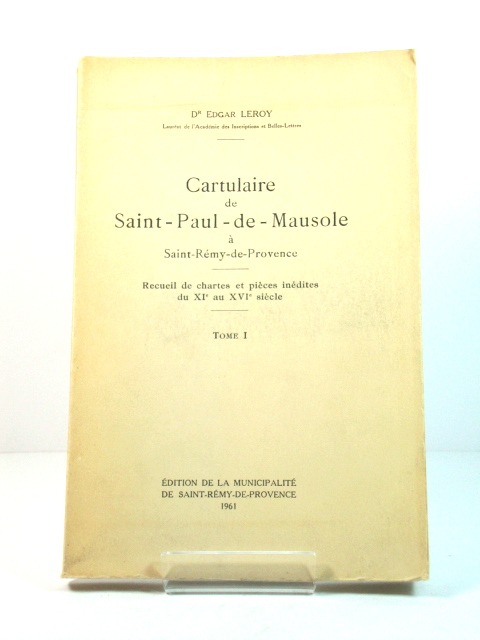 Dʳ EDGAR LEROY
Lauréat de l'Académie des Inscriptions et Belles-Lettres
Cartulaire
de
Saint-Paul-de-Mausole
à
Saint-Rémy-de-Provence
Recueil de chartes et pièces inédites
du XIᵉ au XVIᵉ siècle
TOME I
ÉDITION DE LA MUNICIPALITÉ
DE SAINT-RÉMY-DE-PROVENCE
1961